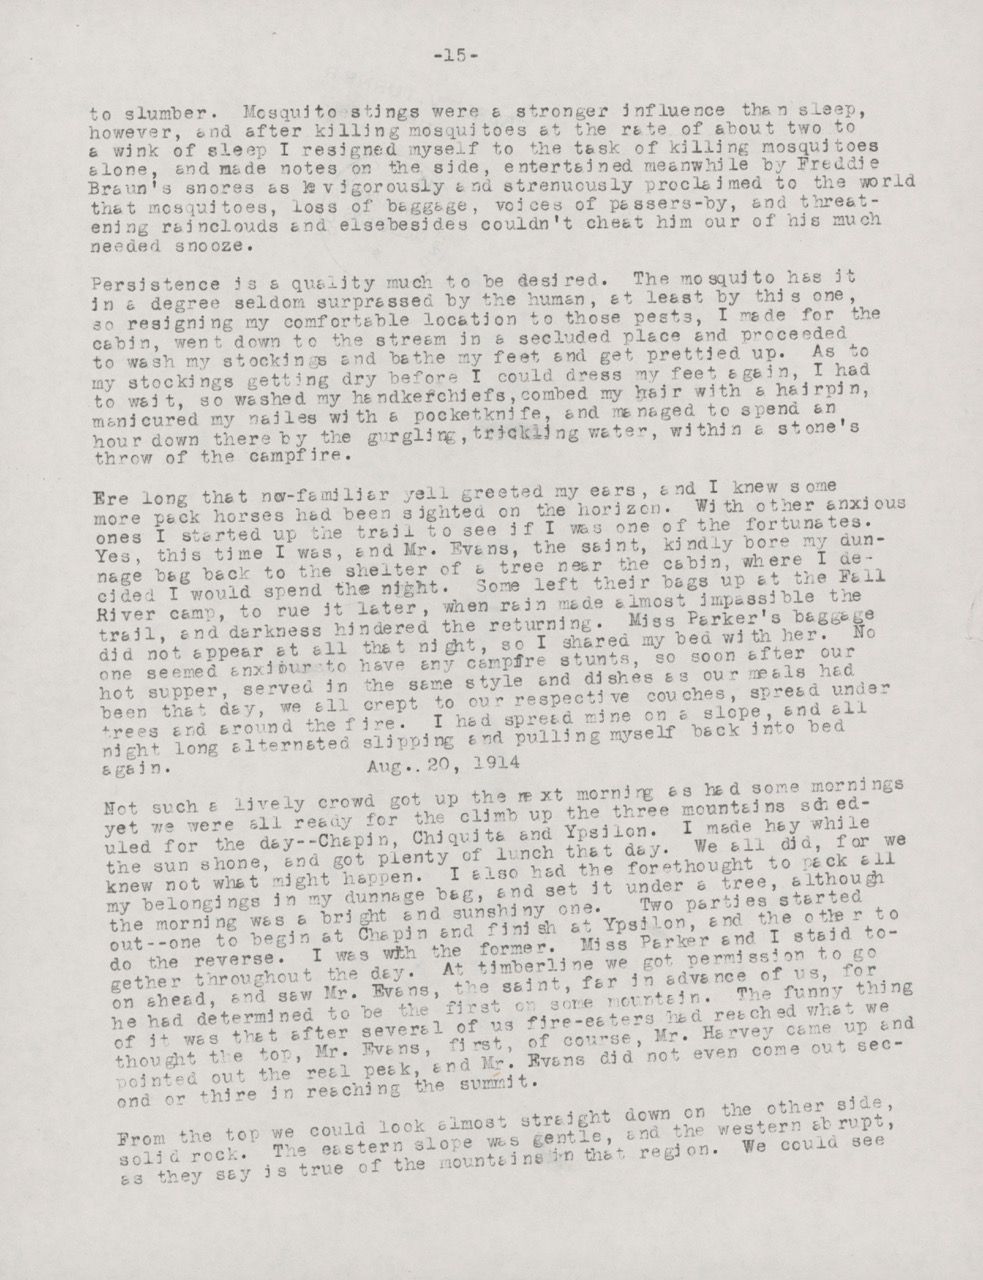 -15-
to slumber. Mosquito stings were a stronger influence than sleep,
however, and after killing mosquitoes at the rate of about two to
a wink of sleep I resigned myself to the task of killing mosquitoes
alone, and made notes on the side, entertained meanwhile by Freddie
Braun's snores as he vigorously and strenuously proclaimed to the world
that mosquitoes, loss of baggage, voices of passers-by, and threat-
ening rainclouds and elsebesides couldn't cheat him our of his much
needed snooze.
Persistence is a quality much to be desired. The mosquito has it
in a degree seldom surprassed by the human, at least by this one,
so resigning my comfortable location to those pests, I made for the
cabin, went down to the stream in a secluded place and proceeded
to wash my stockings and bathe my feet and get prettied up. As to
my stockings getting dry before I could dress my feet again, I had
to wait, so washed my handkerchiefs,combed my hair with a hairpin,
manicured my nailes with a pocketknife, and managed to spend an
hour down there by the gurgling,trickling water, within a stone's
throw of the campfire.
Ere long that now-familiar yell greeted my ears, and I knew some
more pack horses had been sighted on the horizon. With other anxious
ones I started up the trail to see if I was one of the fortunates.
Yes, this time I was, and Mr. Evans, the saint, kindly bore my dun-
nage bag back to the shelter of a tree near the cabin, where I de-
cided I would spend the night. Some left their bags up at the Fall
River camp, to rue it later, when rain made almost impassible the
trail, and darkness hindered the returning. Miss Parker's baggage
did not appear at all that night, so I shared my bed with her. No
one seemed to have any campfire stunts, so soon after our
hot supper, served in the same style and dishes as our meals had
been that day, we all crept to our respective couches, spread under
trees and around the fire. I had spread mine on a slope, and all
night long alternated slipping and pulling myself back into bed
again. Aug.. 20, 1914
Not such a lively crowd got up the next morning as had some mornings
yet we were all ready for the climb up the three mountains sched-
uled for the day--Chapin, Chiquita and Ypsilon. I made hay while
the sun shone, and got plenty of lunch that day. We all did, for we
knew not what might happen. I also had the forethought to pack all
my belongings in my dunnage bag, and set it under a tree, although
the morning was a bright and sunshiny one. Two parties started
out--one to begin at Chapin and finish at Ypsilon, and the other to
do the reverse. I was with the former. Miss Parker and I staid to-
gether throughout the day. At timberline we got permission to go
on ahead, and saw Mr. Evans, the saint, far in advance of us, for
he had determined to be the first on some mountain. The funny thing
of it was that after several of us fire-eaters had reached what we
thought the top, Mr. Evans, first, of course, Mr. Harvey came up and
pointed out the real peak, and Mr. Evans did not even come out sec-
ond or thire in reaching the summit.
From the top we could look almost straight down on the other side,
solid rock. The eastern slope was gentle, and the western abrupt,
as they say is true of the mountains in that region. We could see